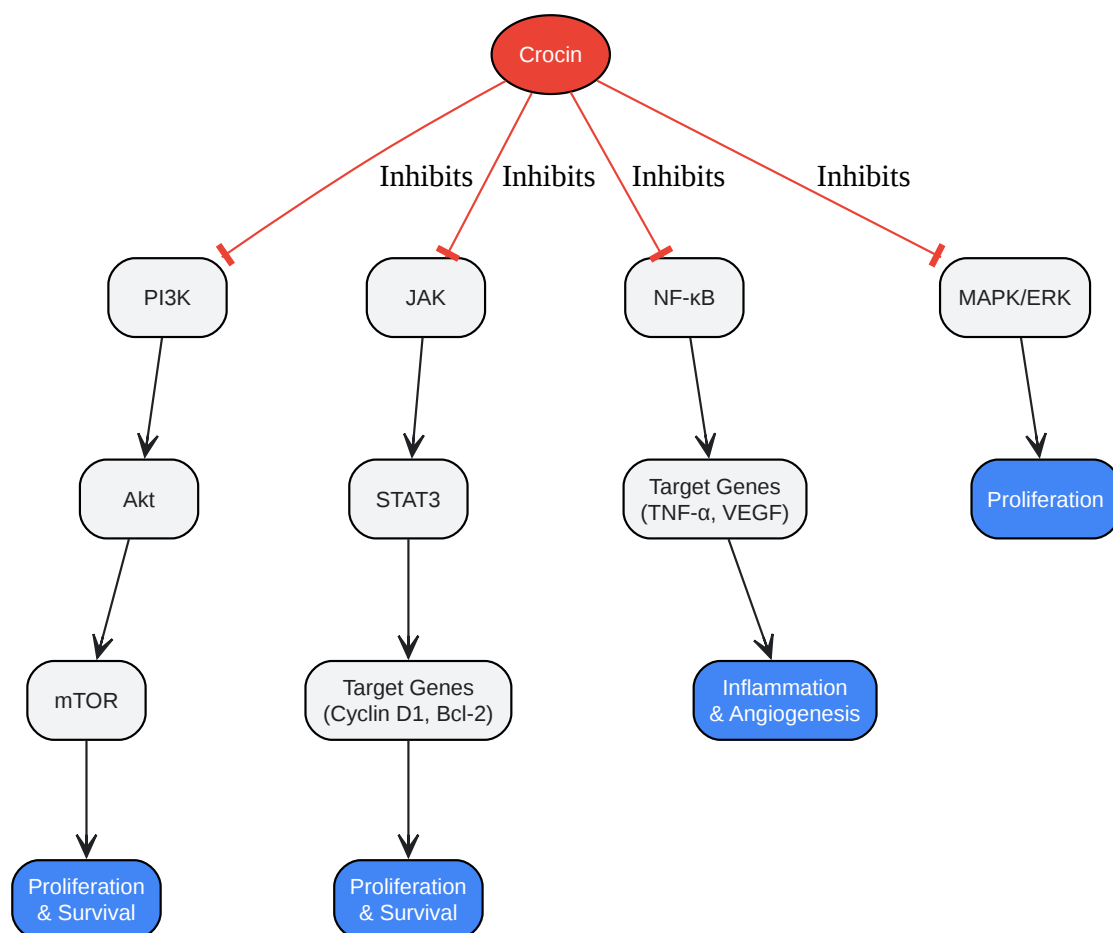 Crocin
Inhibits
Inhibits
Inhibits
Inhibits
PI3K
JAK
NF-κB
MAPK/ERK
Akt
STAT3
Target Genes
(TNF-α, VEGF)
Proliferation
mTOR
Target Genes
(Cyclin D1, Bcl-2)
Inflammation
& Angiogenesis
Proliferation
& Survival
Proliferation
& Survival